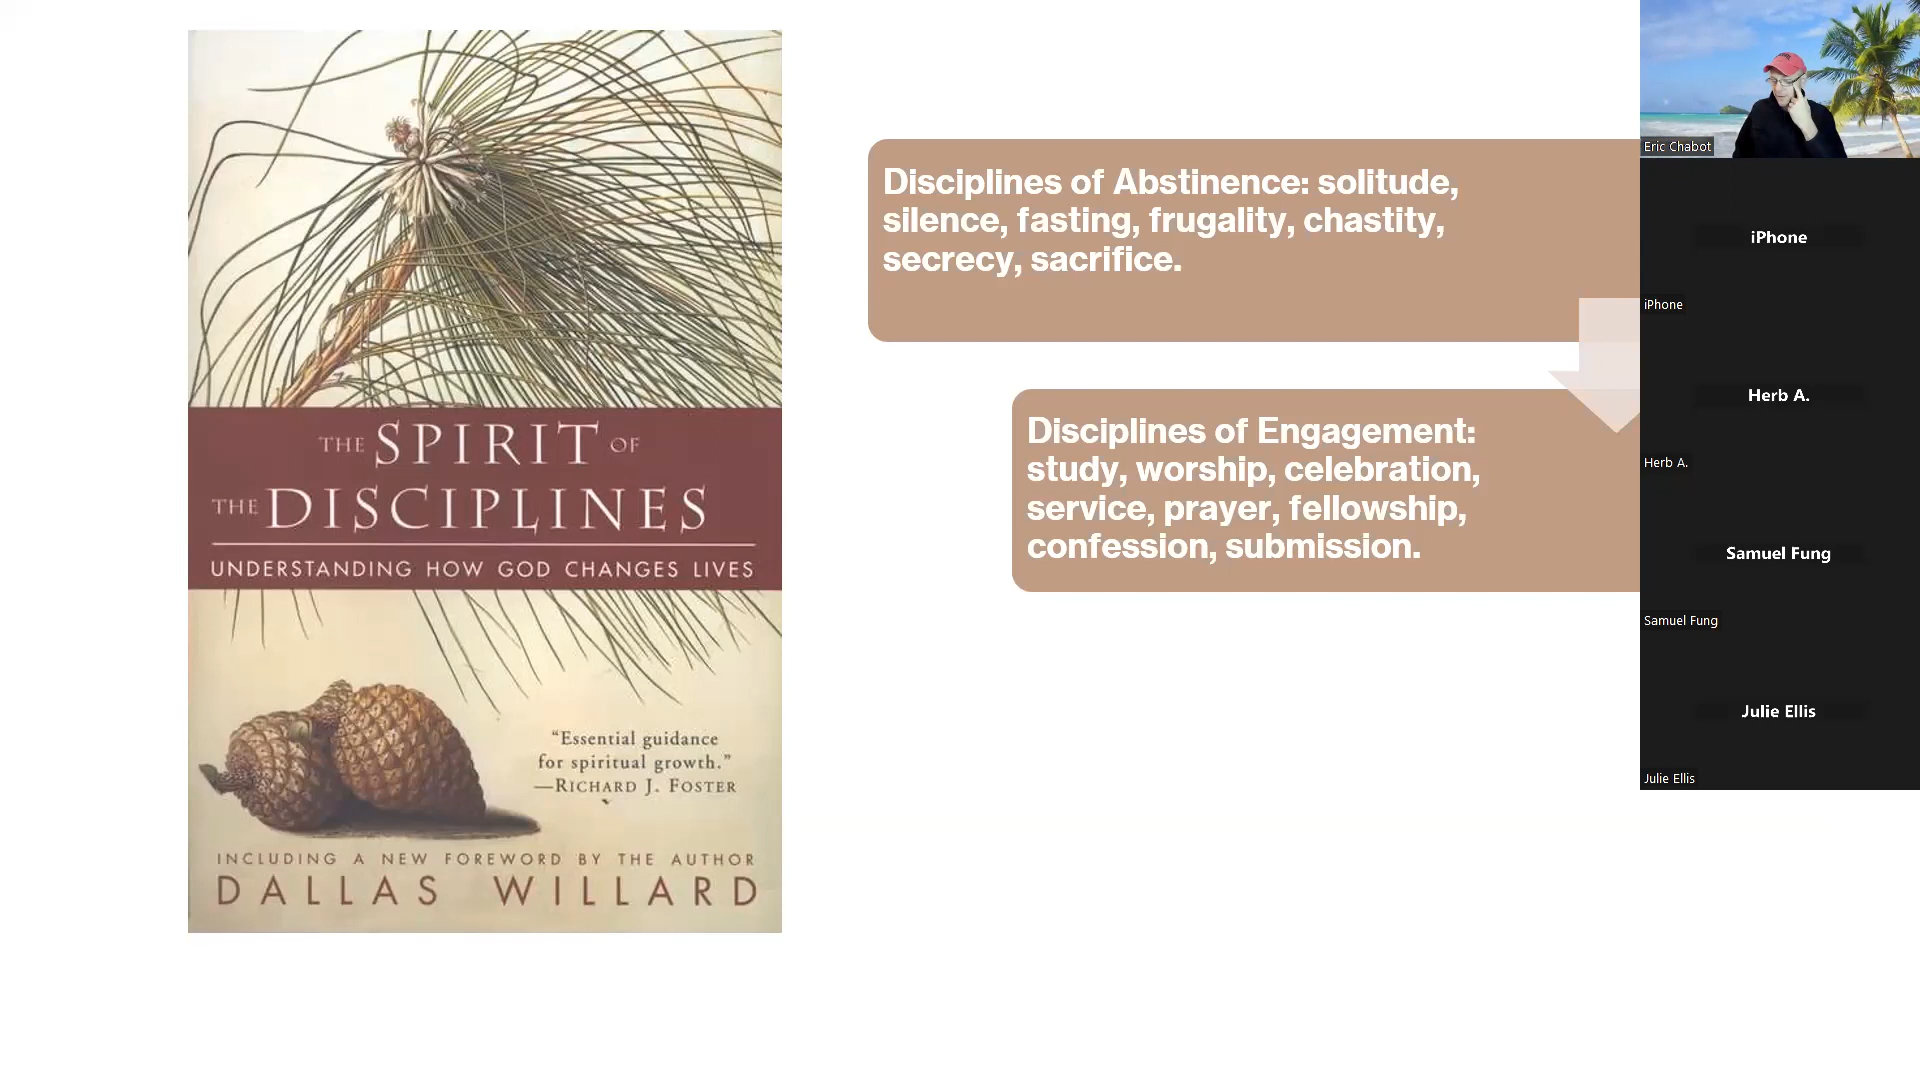 THE SPIRIT OF
THE DISCIPLINES
UNDERSTANDING HOW GOD CHANGES LIVES
“Essential guidance
for spiritual growth.”
—RICHARD J. FOSTER
INCLUDING A NEW FOREWORD BY THE AUTHOR
DALLAS WILLARD
Disciplines of Abstinence: solitude,
silence, fasting, frugality, chastity,
secrecy, sacrifice.
Disciplines of Engagement:
study, worship, celebration,
service, prayer, fellowship,
confession, submission.
Eric Chabot
iPhone
iPhone
Herb A.
Herb A.
Samuel Fung
Samuel Fung
Julie Ellis
Julie Ellis